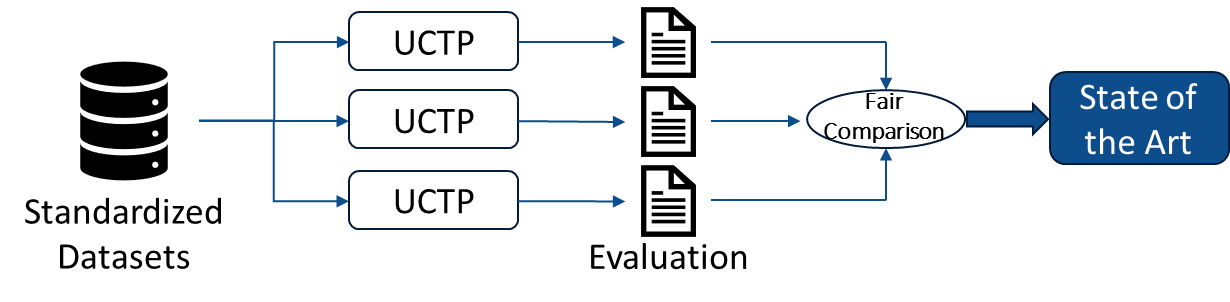 Standardized
Datasets
UCTP
UCTP
UCTP
Evaluation
Fair
Comparison
State of
the Art